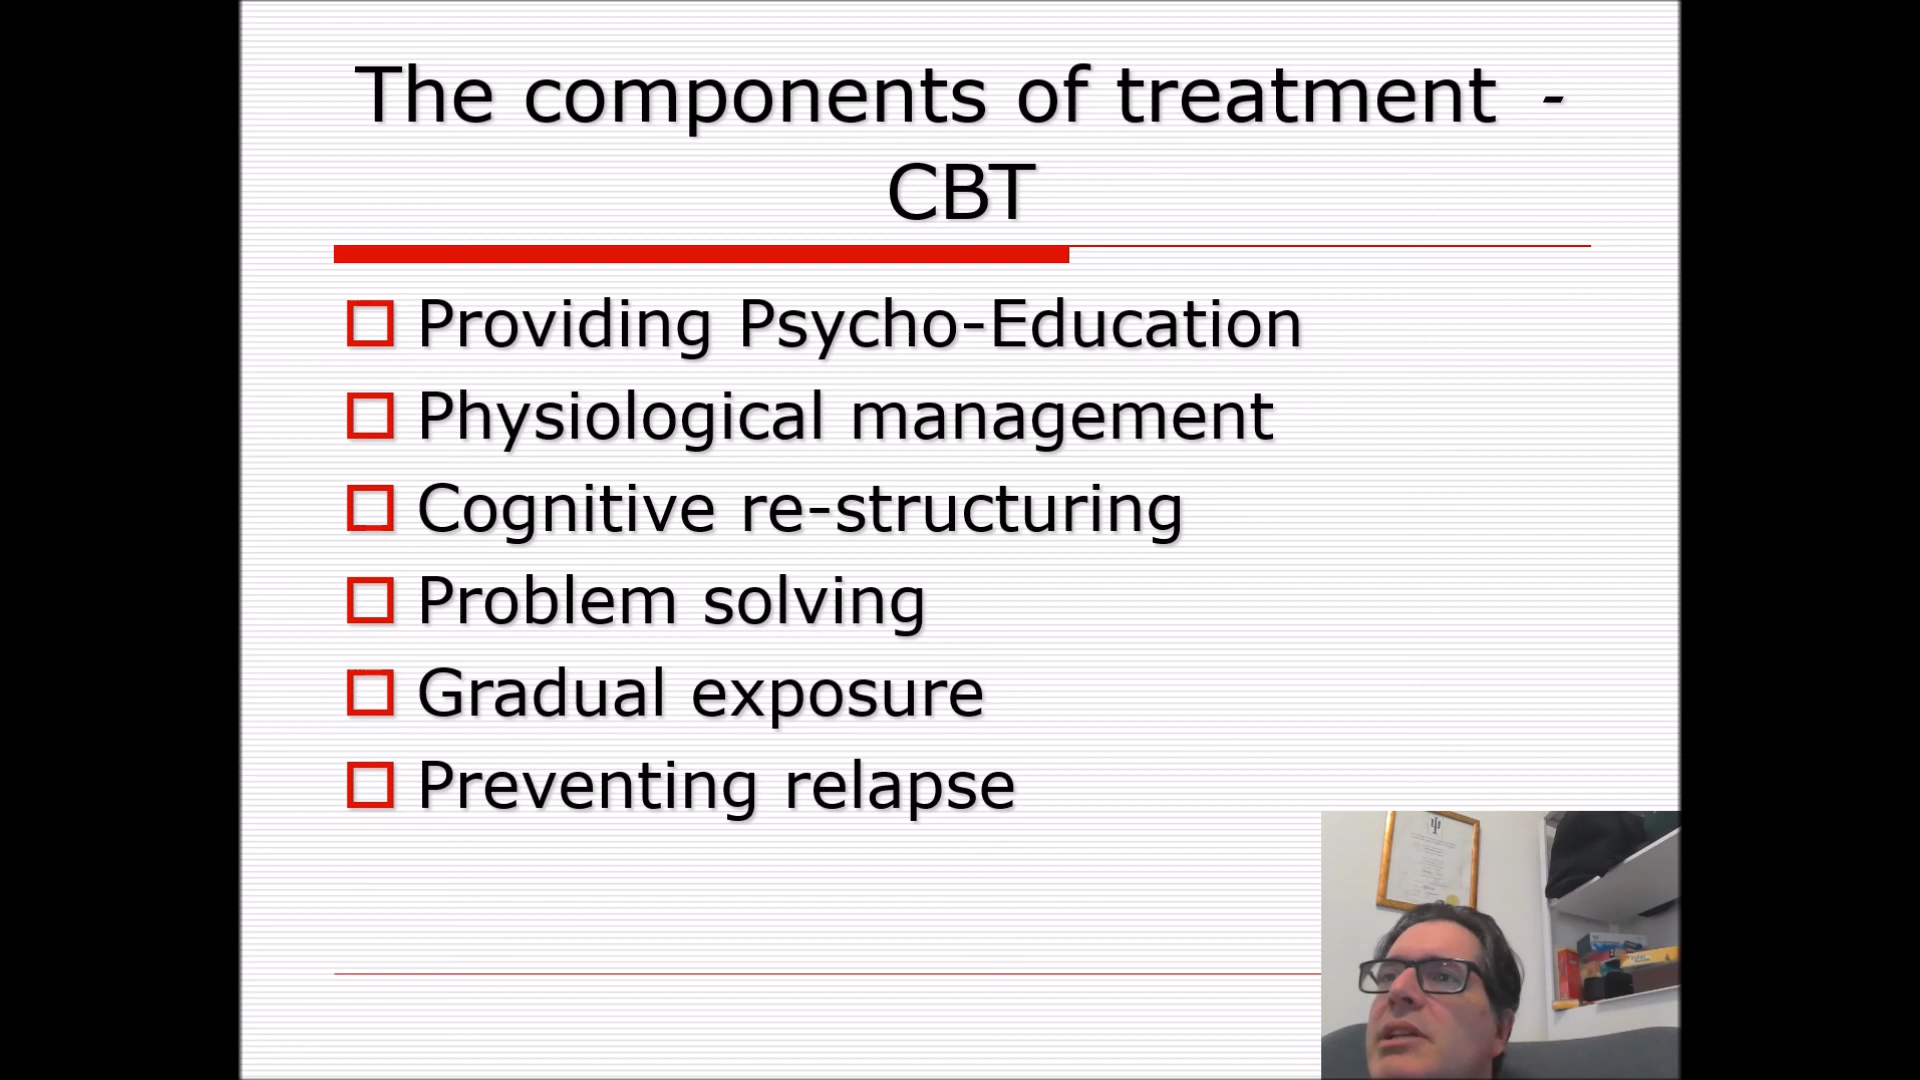 The components of treatment -
CBT
Providing Psycho-Education
Physiological management
Cognitive re-structuring
Problem solving
Gradual exposure
Preventing relapse